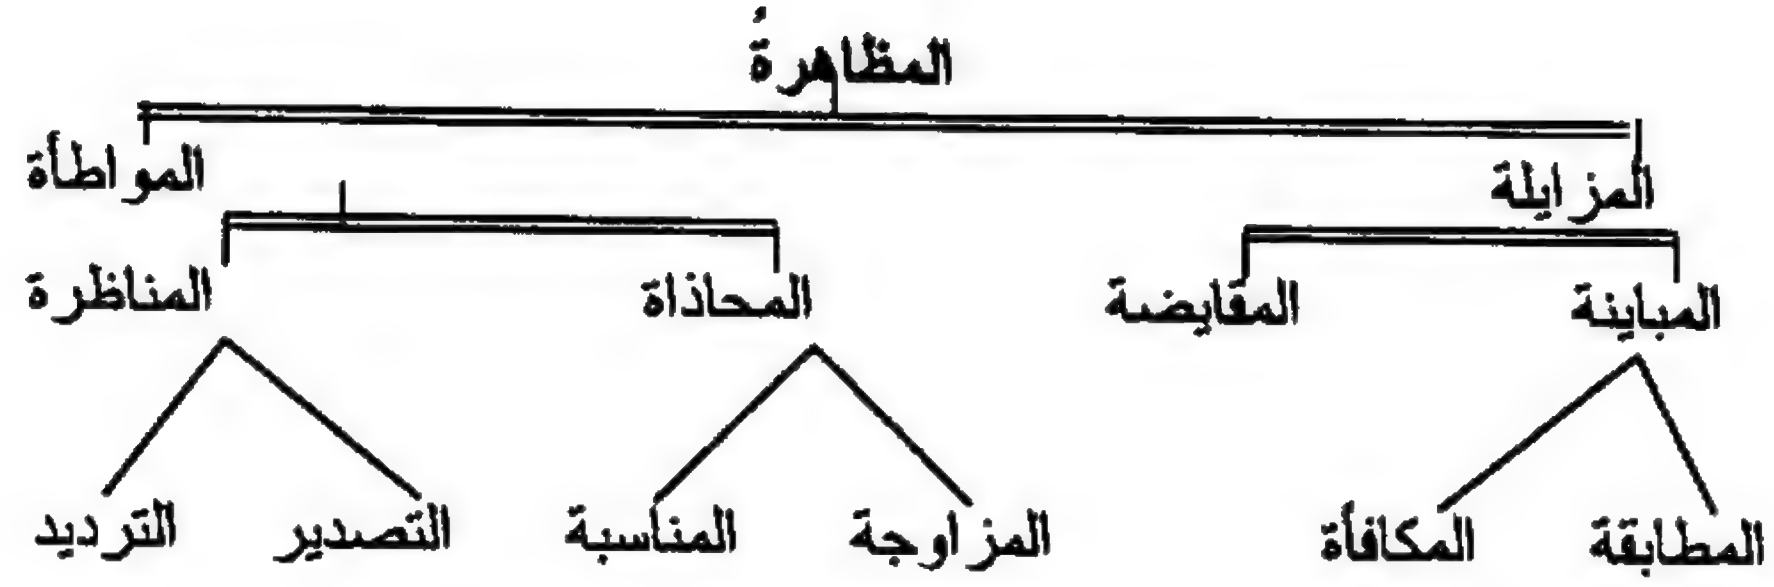 المظاهرةُ
المزايلة المواطأة
المباينة المقايضة المحاذاة المناظرة
المطابقة المكافأة المزاوجة المناسبة التصدير الترديد